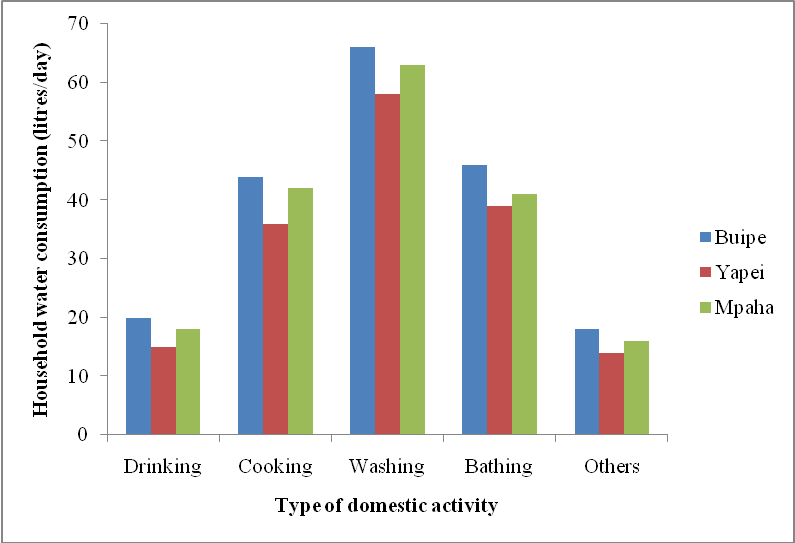 70
60
50
40
30
20
10
0
Household water consumption (litres/day)
Drinking Cooking Washing Bathing Others
Type of domestic activity
Buipe
Yapei
Mpaha